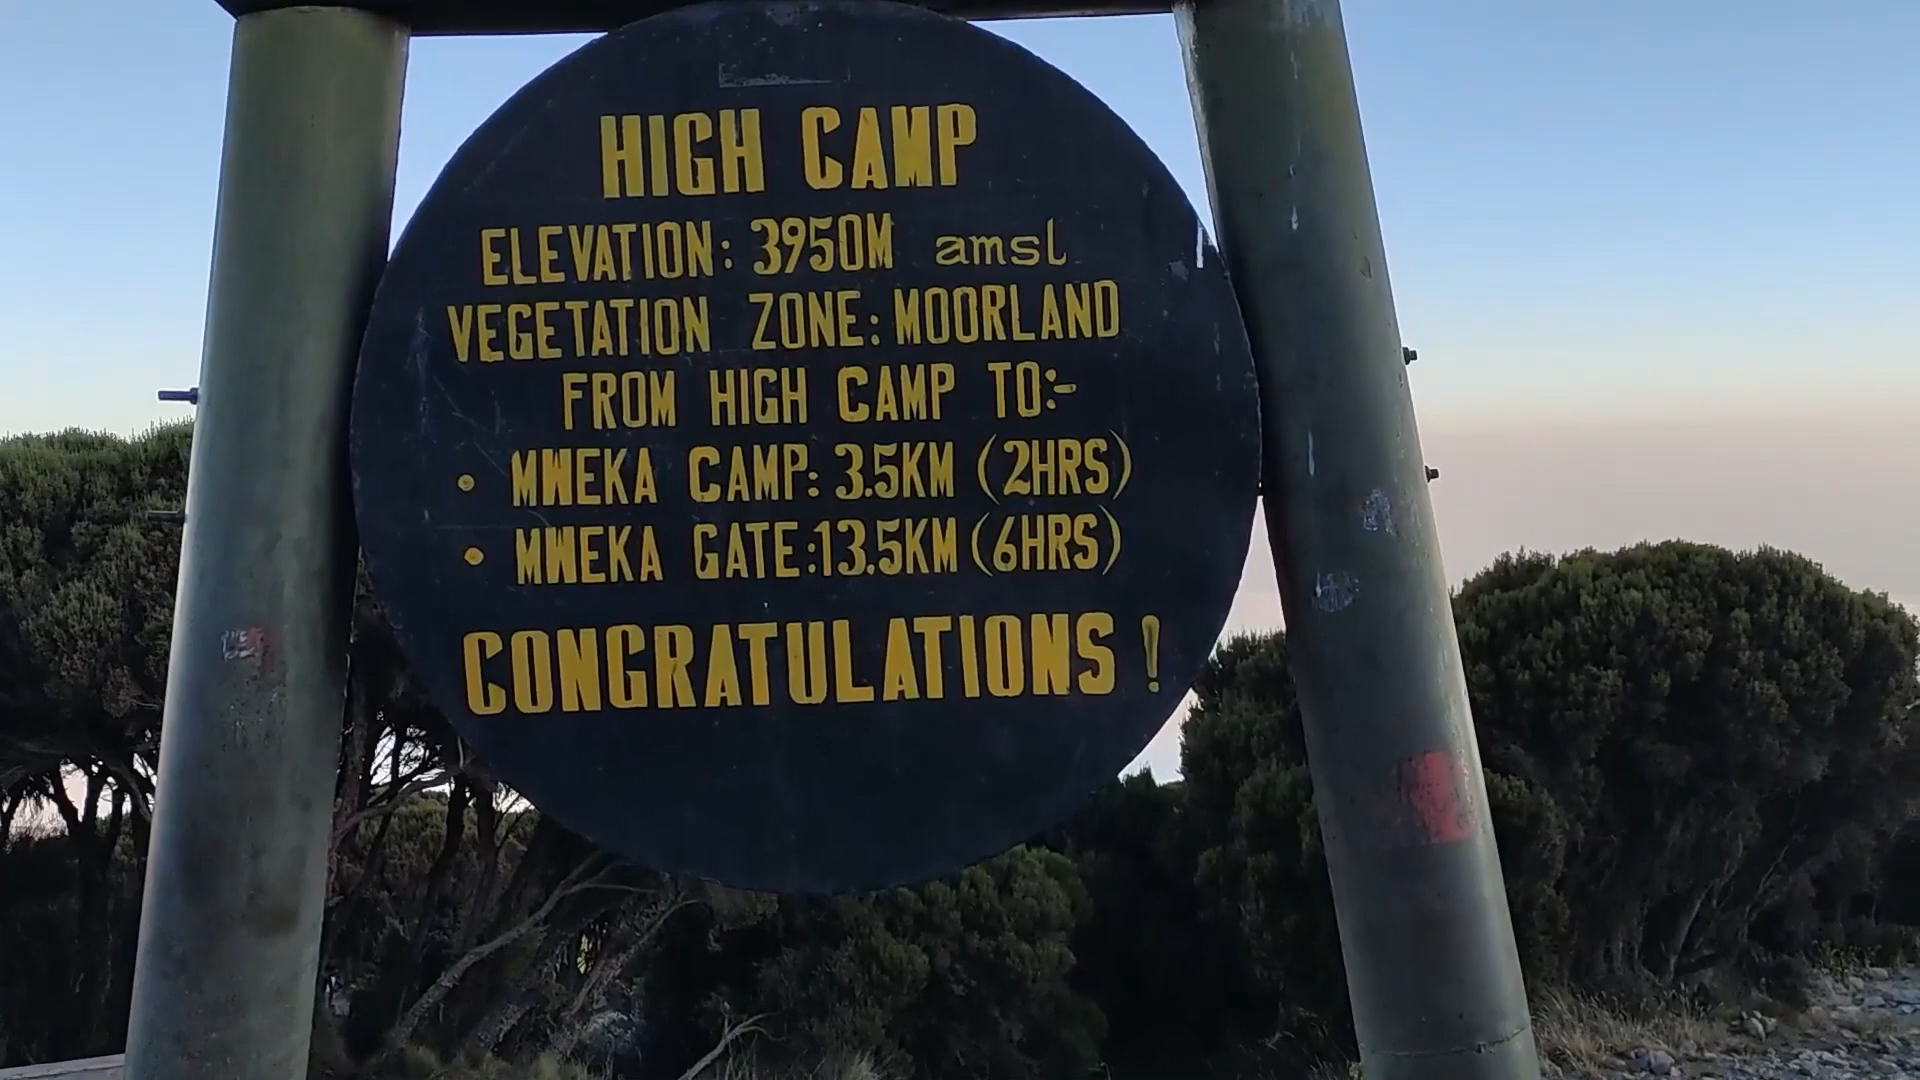 HIGH CAMP
ELEVATION: 3950M amsl
VEGETATION ZONE: MOORLAND
FROM HIGH CAMP TO:-
• MWEKA CAMP: 3.5KM (2HRS)
• MWEKA GATE:13.5KM (6HRS)
CONGRATULATIONS !